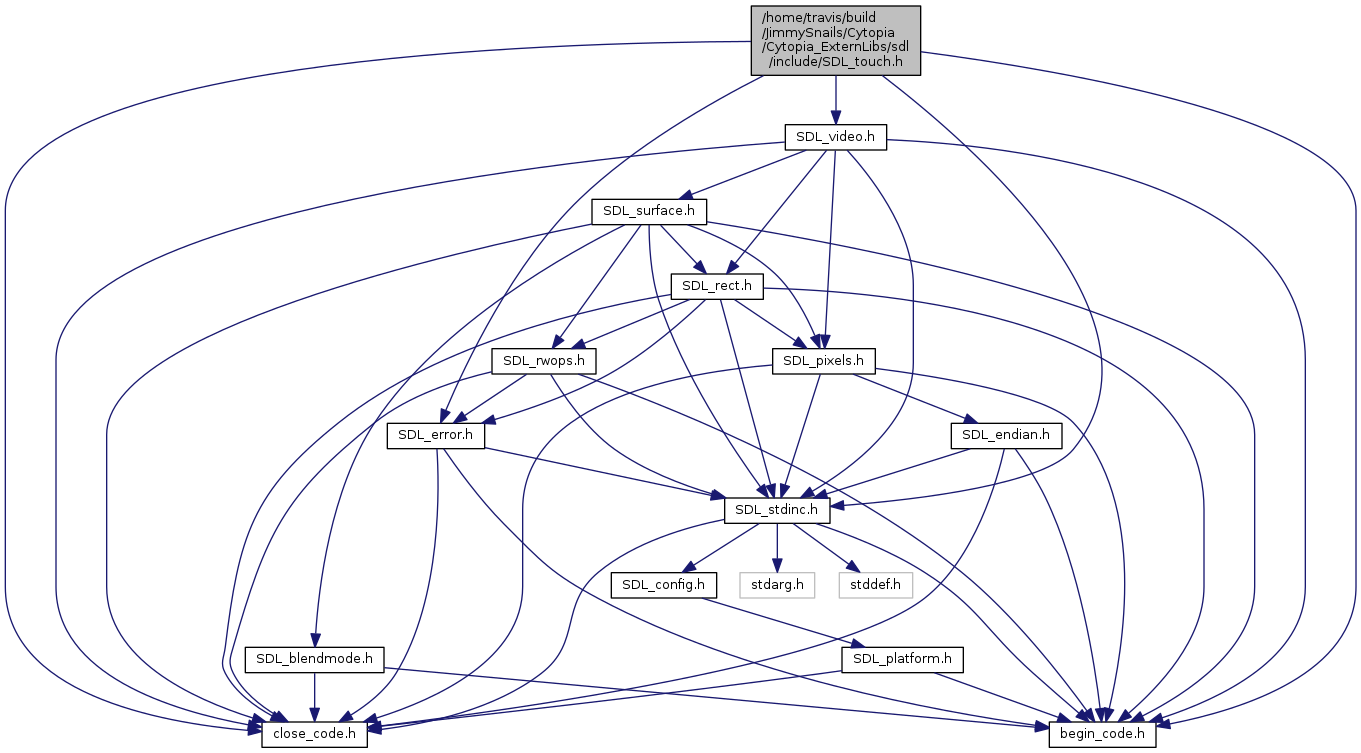 /home/travis/build
/JimmySnails/Cytopia
/Cytopia_ExternLibs/sdl
/include/SDL_touch.h
SDL_video.h
SDL_surface.h
SDL_rect.h
SDL_rwops.h
SDL_pixels.h
SDL_error.h
SDL_endian.h
SDL_stdinc.h
SDL_config.h
stdarg.h
stddef.h
SDL_blendmode.h
SDL_platform.h
close_code.h
begin_code.h